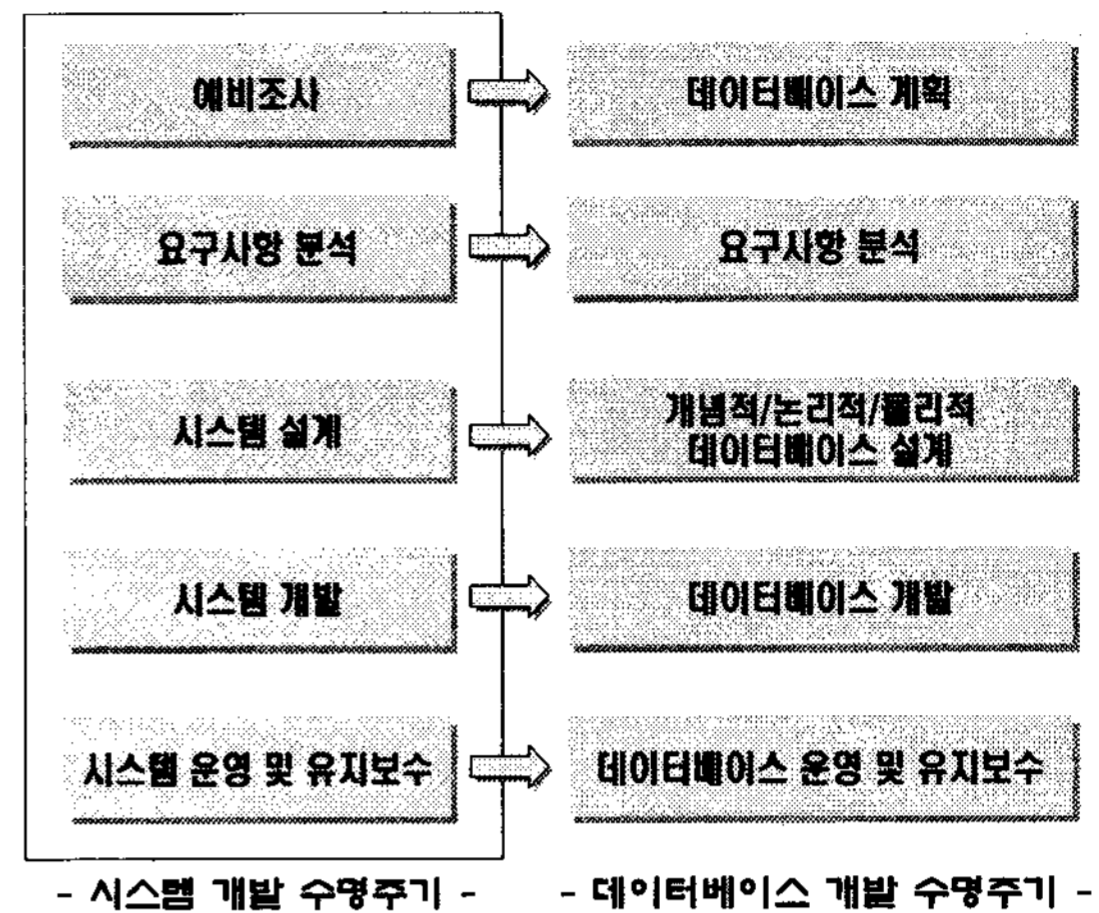 예비조사
데이터베이스 계획
요구사항 분석
요구사항 분석
시스템 설계
개념적/논리적/물리적
데이터베이스 설계
시스템 개발
데이터베이스 개발
시스템 운영 및 유지보수
데이터베이스 운영 및 유지보수
- 시스템 개발 수명주기 -
- 데이터베이스 개발 수명주기 -